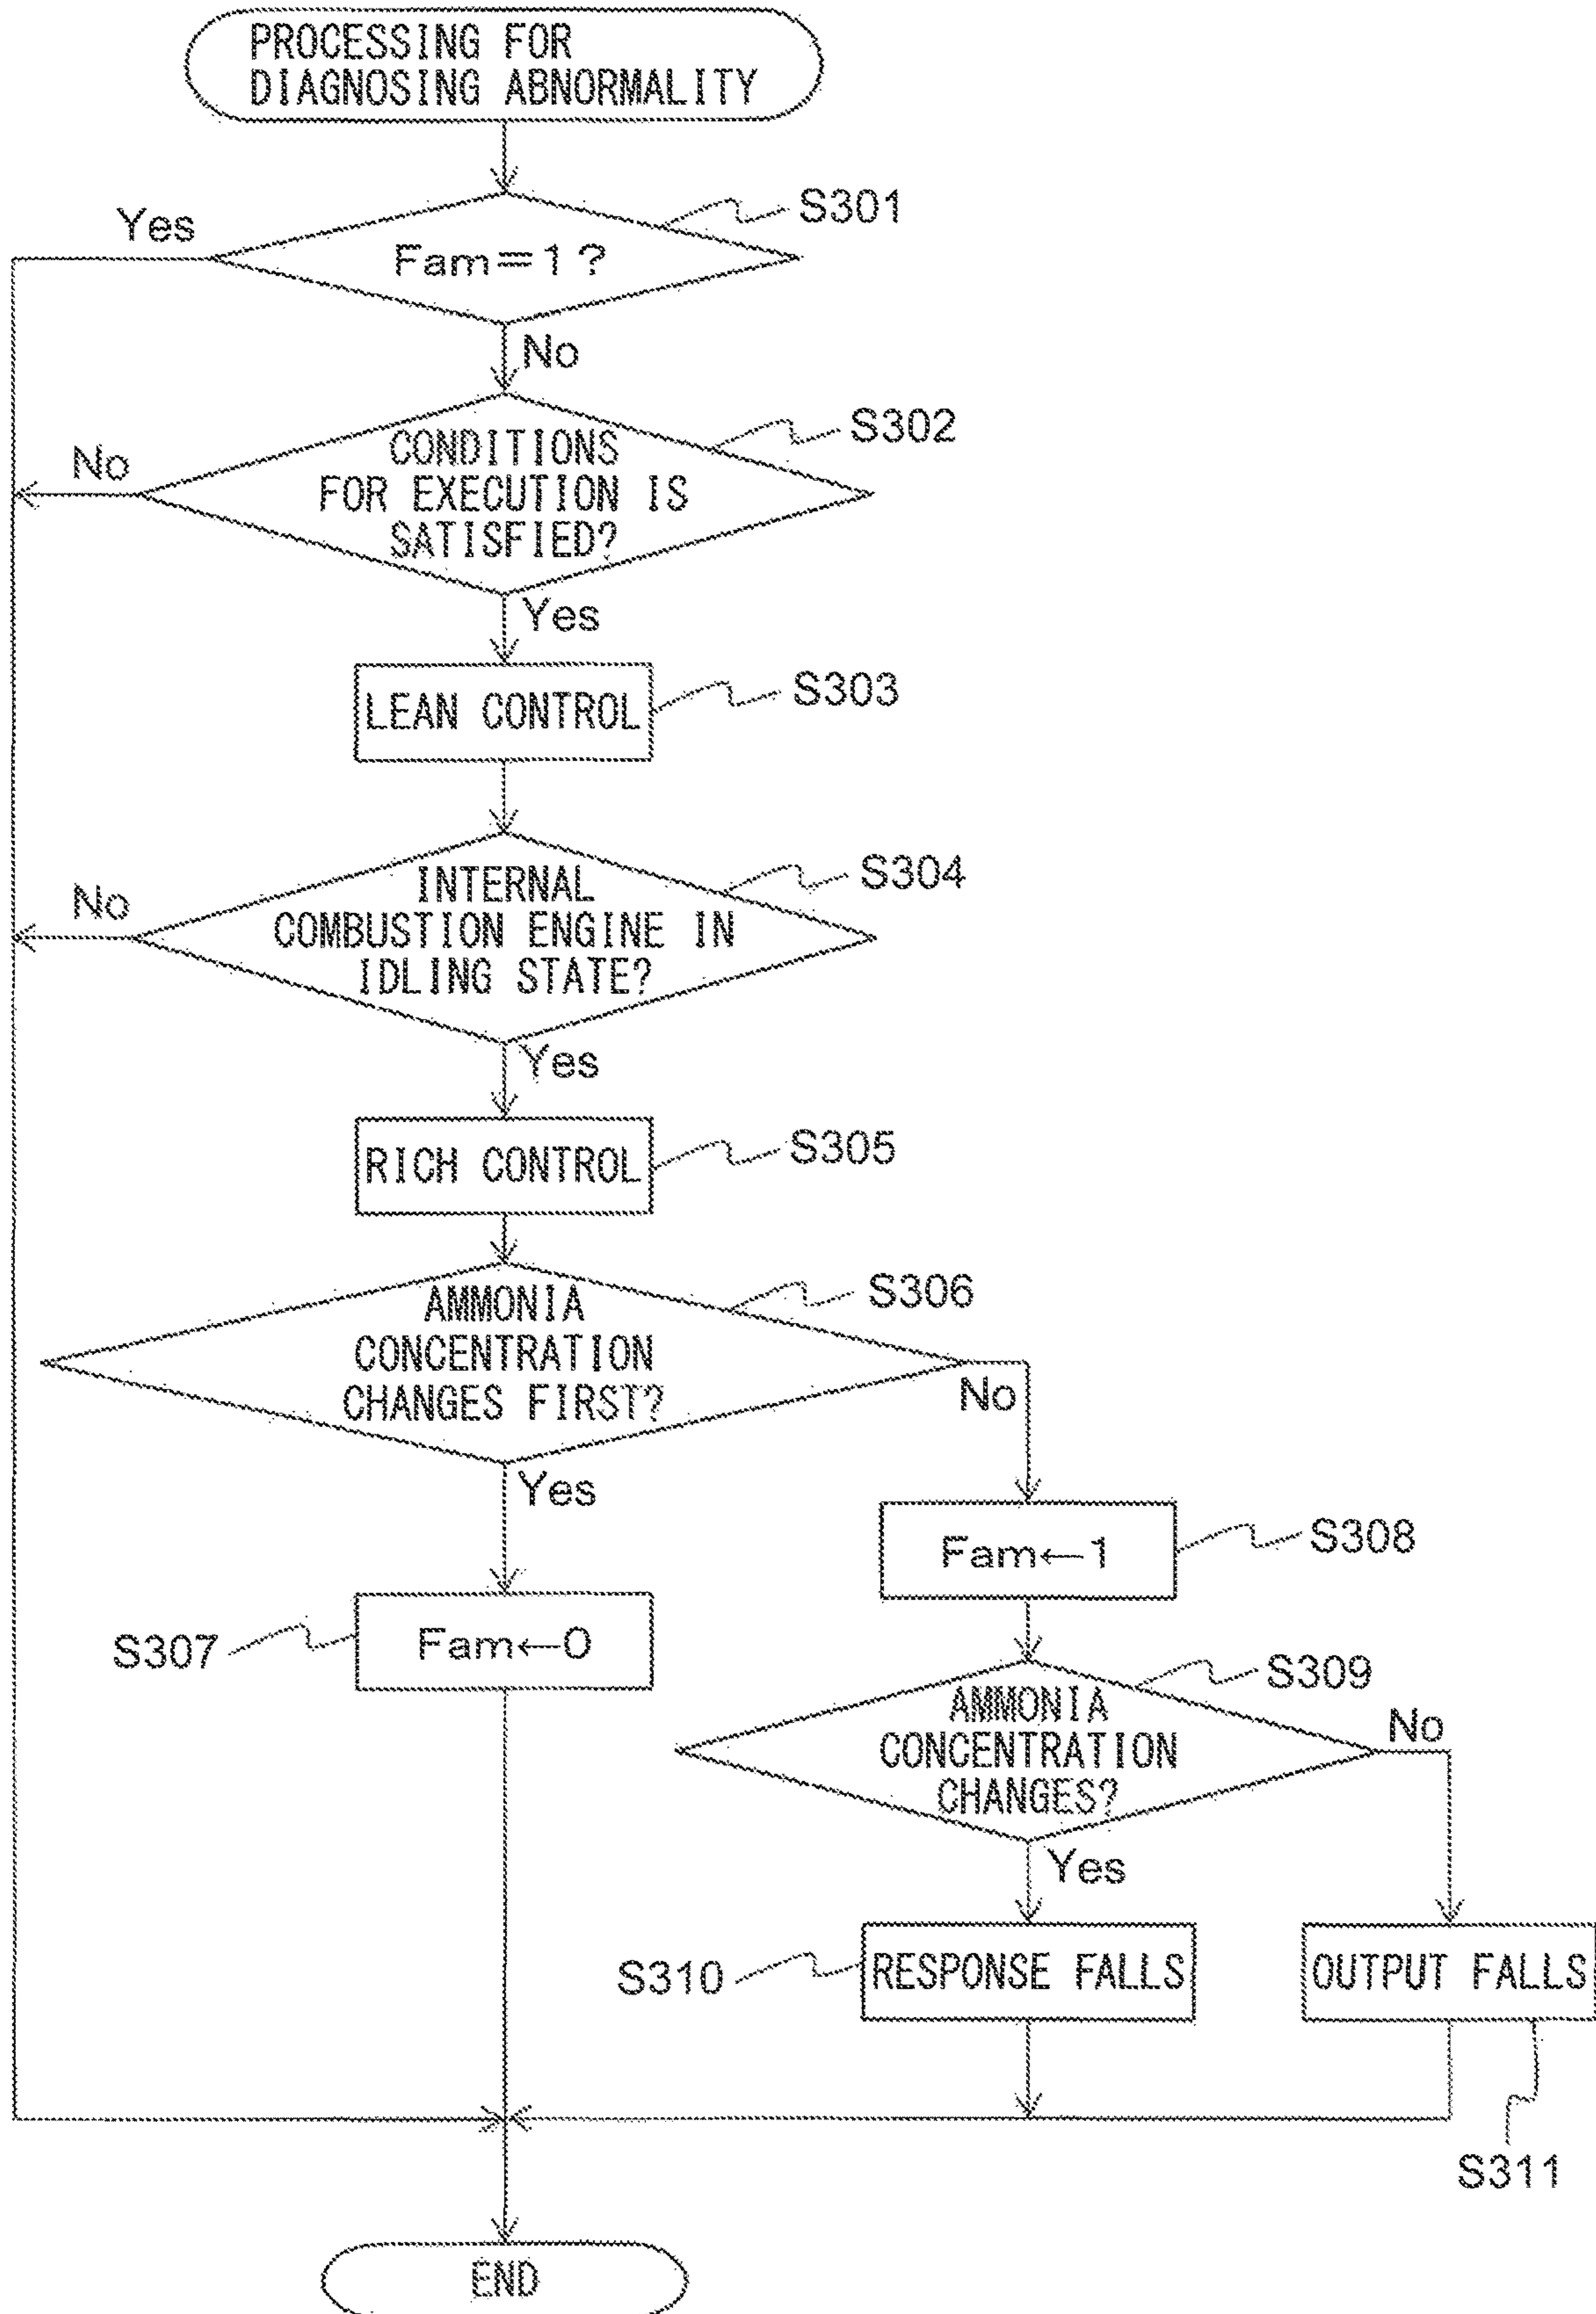 PROCESSING FOR
DIAGNOSING ABNORMALITY
S301
Yes
Fam=1?
No
S302
CONDITIONS
FOR EXECUTION IS
SATISFIED?
No
Yes
LEAN CONTROL
S303
S304
INTERNAL
COMBUSTION ENGINE IN
IDLING STATE?
No
Yes
RICH CONTROL
S305
S306
AMMONIA
CONCENTRATION
CHANGES FIRST?
No
Yes
Fam←1
S308
S307
Fam←0
S309
AMMONIA
CONCENTRATION
CHANGES?
No
Yes
S310
RESPONSE FALLS
OUTPUT FALLS
S311
END